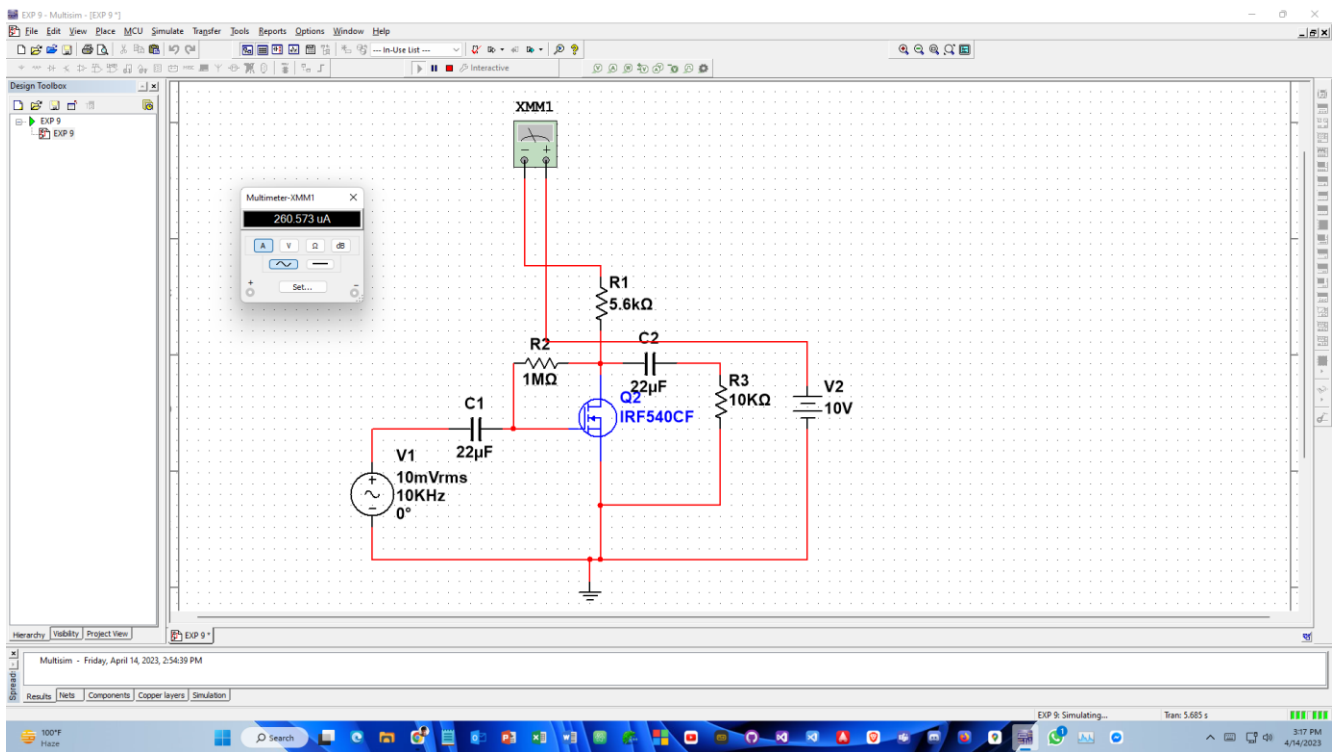 EXP 9 - Multisim - [EXP 9 *]
File Edit View Place MCU Simulate Transfer Tools Reports Options Window Help
--- In-Use List ---
Interactive
Design Toolbox
EXP 9
EXP 9
XMM1
Multimeter-XMM1
260.573 uA
A V Ω dB
+ Set... -
R1
5.6kΩ
R2
1MΩ
C2
22µF
R3
10KΩ
V2
10V
Q2
IRF540CF
C1
22µF
V1
10mVrms
10KHz
0°
Hierarchy Visibility Project View
EXP 9 *
Multisim - Friday, April 14, 2023, 2:54:39 PM
Results Nets Components Copper layers Simulation
EXP 9: Simulating... Tran: 5.685 s
100°F
Haze
Search
3:17 PM
4/14/2023